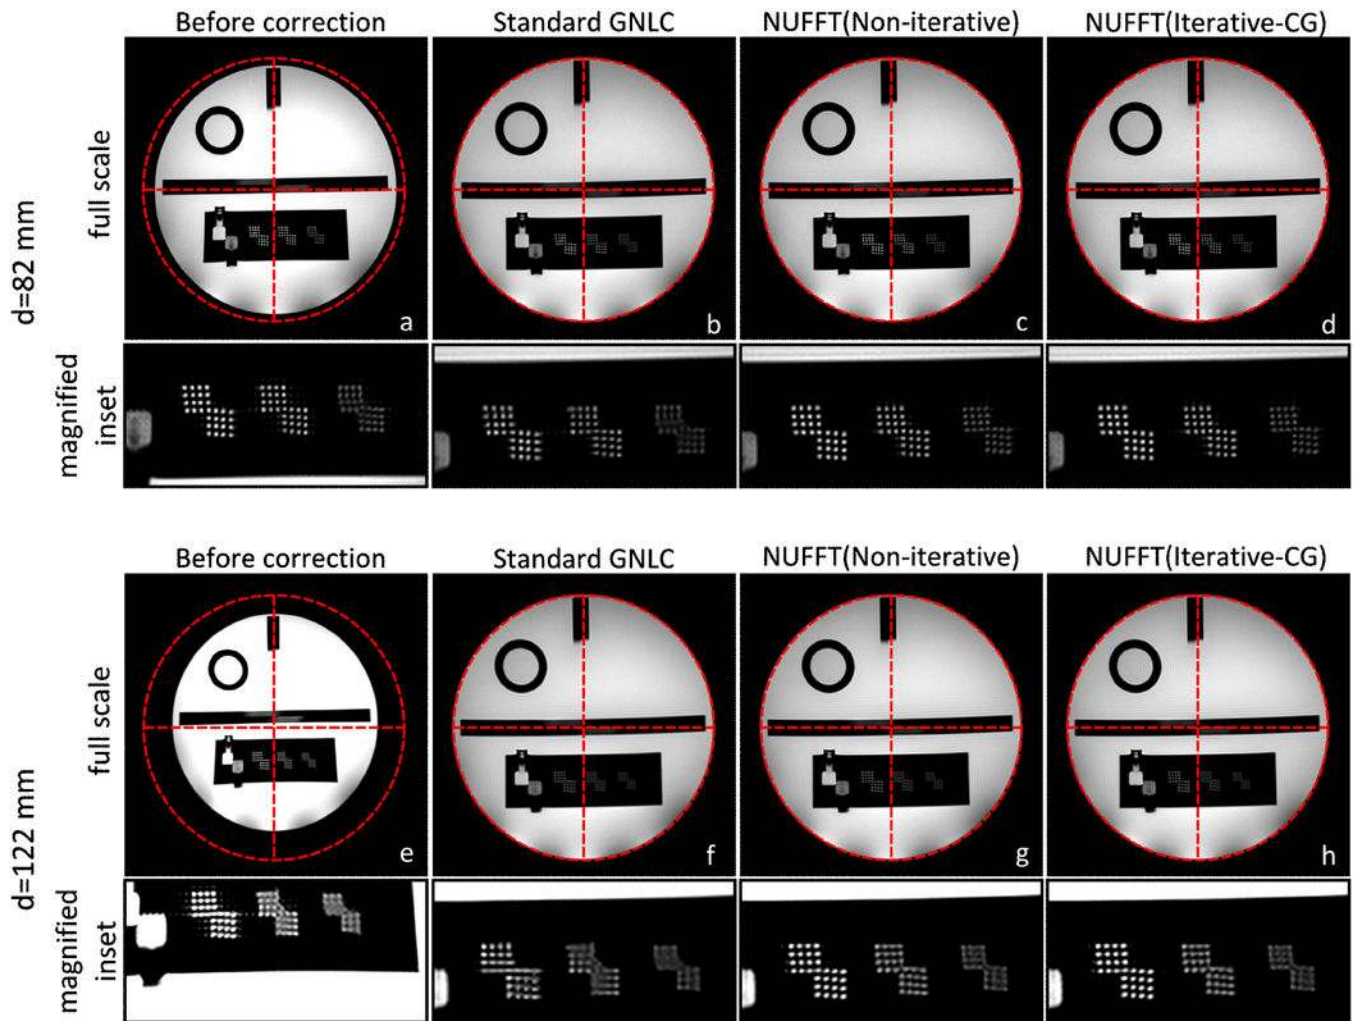 Before correction
Standard GNLC
NUFFT(Non-iterative)
NUFFT(Iterative-CG)
d=82 mm
full scale
a
b
c
d
magnified
inset
Before correction
Standard GNLC
NUFFT(Non-iterative)
NUFFT(Iterative-CG)
d=122 mm
full scale
e
f
g
h
magnified
inset